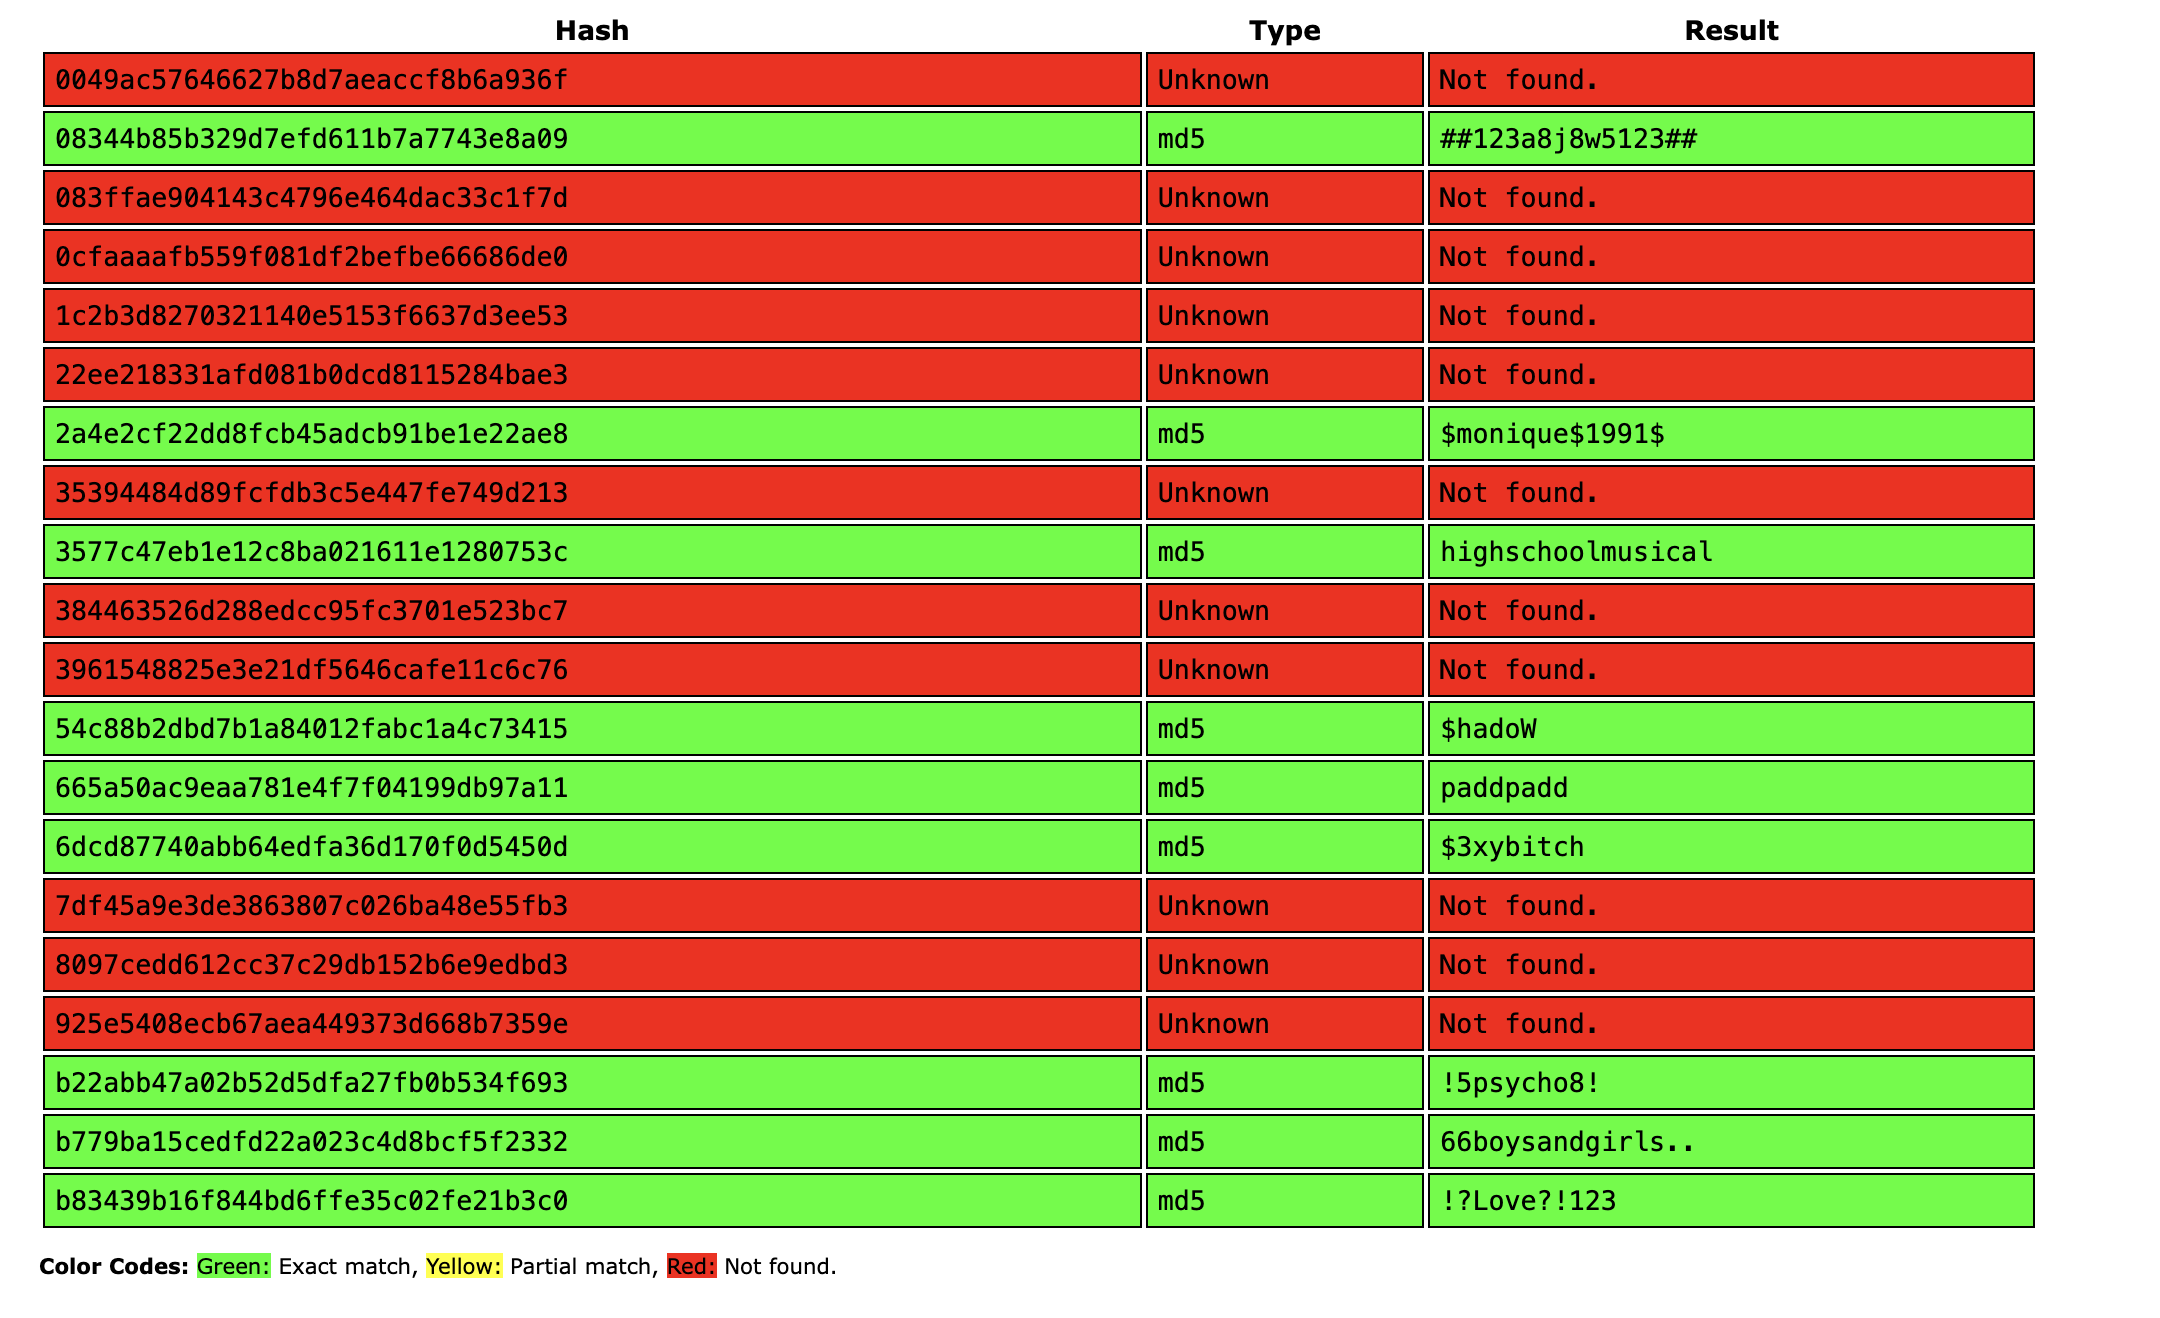 Hash Type Result
0049ac57646627b8d7aeaccf8b6a936f Unknown Not found.
08344b85b329d7efd611b7a7743e8a09 md5 ##123a8j8w5123##
083ffae904143c4796e464dac33c1f7d Unknown Not found.
0cfaaaafb559f081df2befbe66686de0 Unknown Not found.
1c2b3d8270321140e5153f6637d3ee53 Unknown Not found.
22ee218331afd081b0dcd8115284bae3 Unknown Not found.
2a4e2cf22dd8fcb45adcb91be1e22ae8 md5 $monique$1991$
35394484d89fcfdb3c5e447fe749d213 Unknown Not found.
3577c47eb1e12c8ba021611e1280753c md5 highschoolmusical
384463526d288edcc95fc3701e523bc7 Unknown Not found.
3961548825e3e21df5646cafe11c6c76 Unknown Not found.
54c88b2dbd7b1a84012fabc1a4c73415 md5 $hadoW
665a50ac9eaa781e4f7f04199db97a11 md5 paddpadd
6dcd87740abb64edfa36d170f0d5450d md5 $3xybitch
7df45a9e3de3863807c026ba48e55fb3 Unknown Not found.
8097cedd612cc37c29db152b6e9edbd3 Unknown Not found.
925e5408ecb67aea449373d668b7359e Unknown Not found.
b22abb47a02b52d5dfa27fb0b534f693 md5 !5psycho8!
b779ba15cedfd22a023c4d8bcf5f2332 md5 66boysandgirls..
b83439b16f844bd6ffe35c02fe21b3c0 md5 !?Love?!123
Color Codes: Green: Exact match, Yellow: Partial match, Red: Not found.